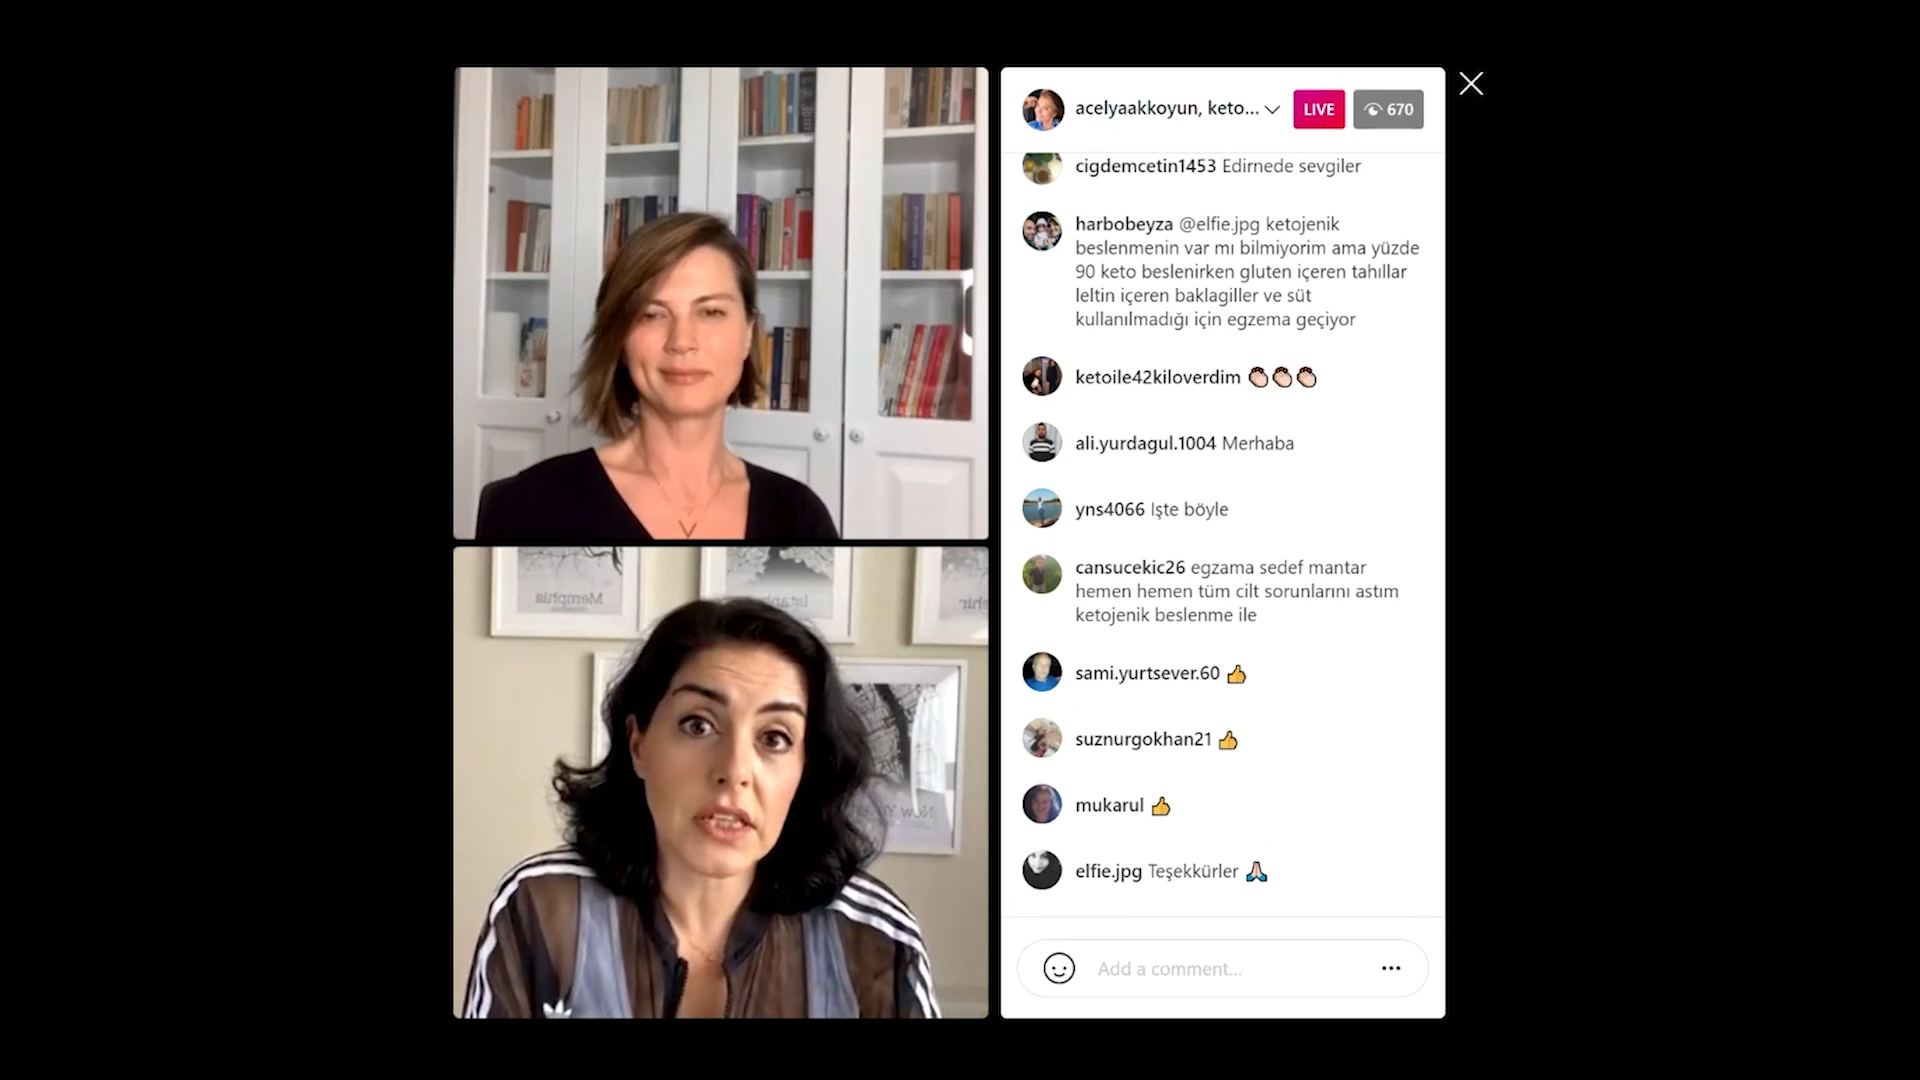 acelyaakkoyun, keto...
LIVE
670
cigdemcetin1453 Edirnede sevgiler
harbobeyza @elfie.jpg ketojenik
beslenmenin var mı bilmiyorim ama yüzde
90 keto beslenirken gluten içeren tahıllar
leltin içeren baklagiller ve süt
kullanılmadığı için egzema geçiyor
ketoile42kiloverdim 👏🏻👏🏻👏🏻
ali.yurdagul.1004 Merhaba
yns4066 Işte böyle
cansucekic26 egzama sedef mantar
hemen hemen tüm cilt sorunlarını astım
ketojenik beslenme ile
sami.yurtsever.60 👍
suznurgokhan21 👍
mukarul 👍
elfie.jpg Teşekkürler 🙏🏻
Add a comment...
Memphis